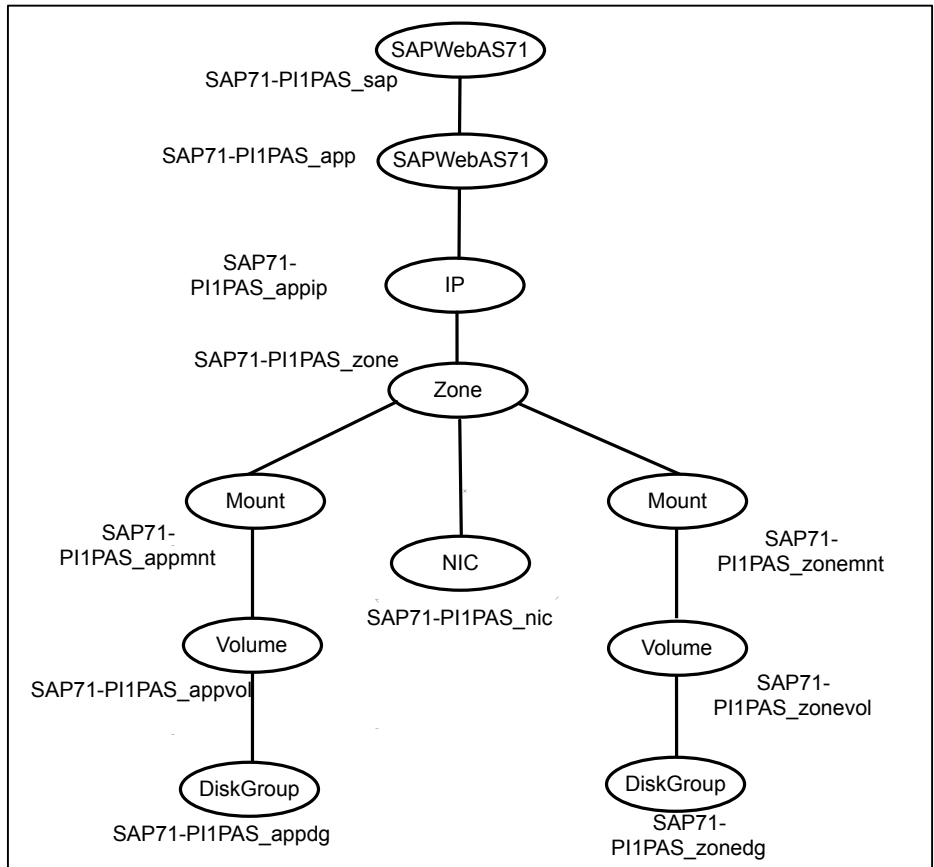 SAPWebAS71
SAP71-PI1PAS_sap
SAP71-PI1PAS_app
SAPWebAS71
SAP71-
PI1PAS_appip
IP
SAP71-PI1PAS_zone
Zone
Mount
Mount
SAP71-
PI1PAS_appmnt
SAP71-
PI1PAS_zonemnt
NIC
SAP71-PI1PAS_nic
Volume
Volume
SAP71-PI1PAS_appvol
SAP71-
PI1PAS_zonevol
DiskGroup
DiskGroup
SAP71-PI1PAS_appdg
SAP71-
PI1PAS_zonedg